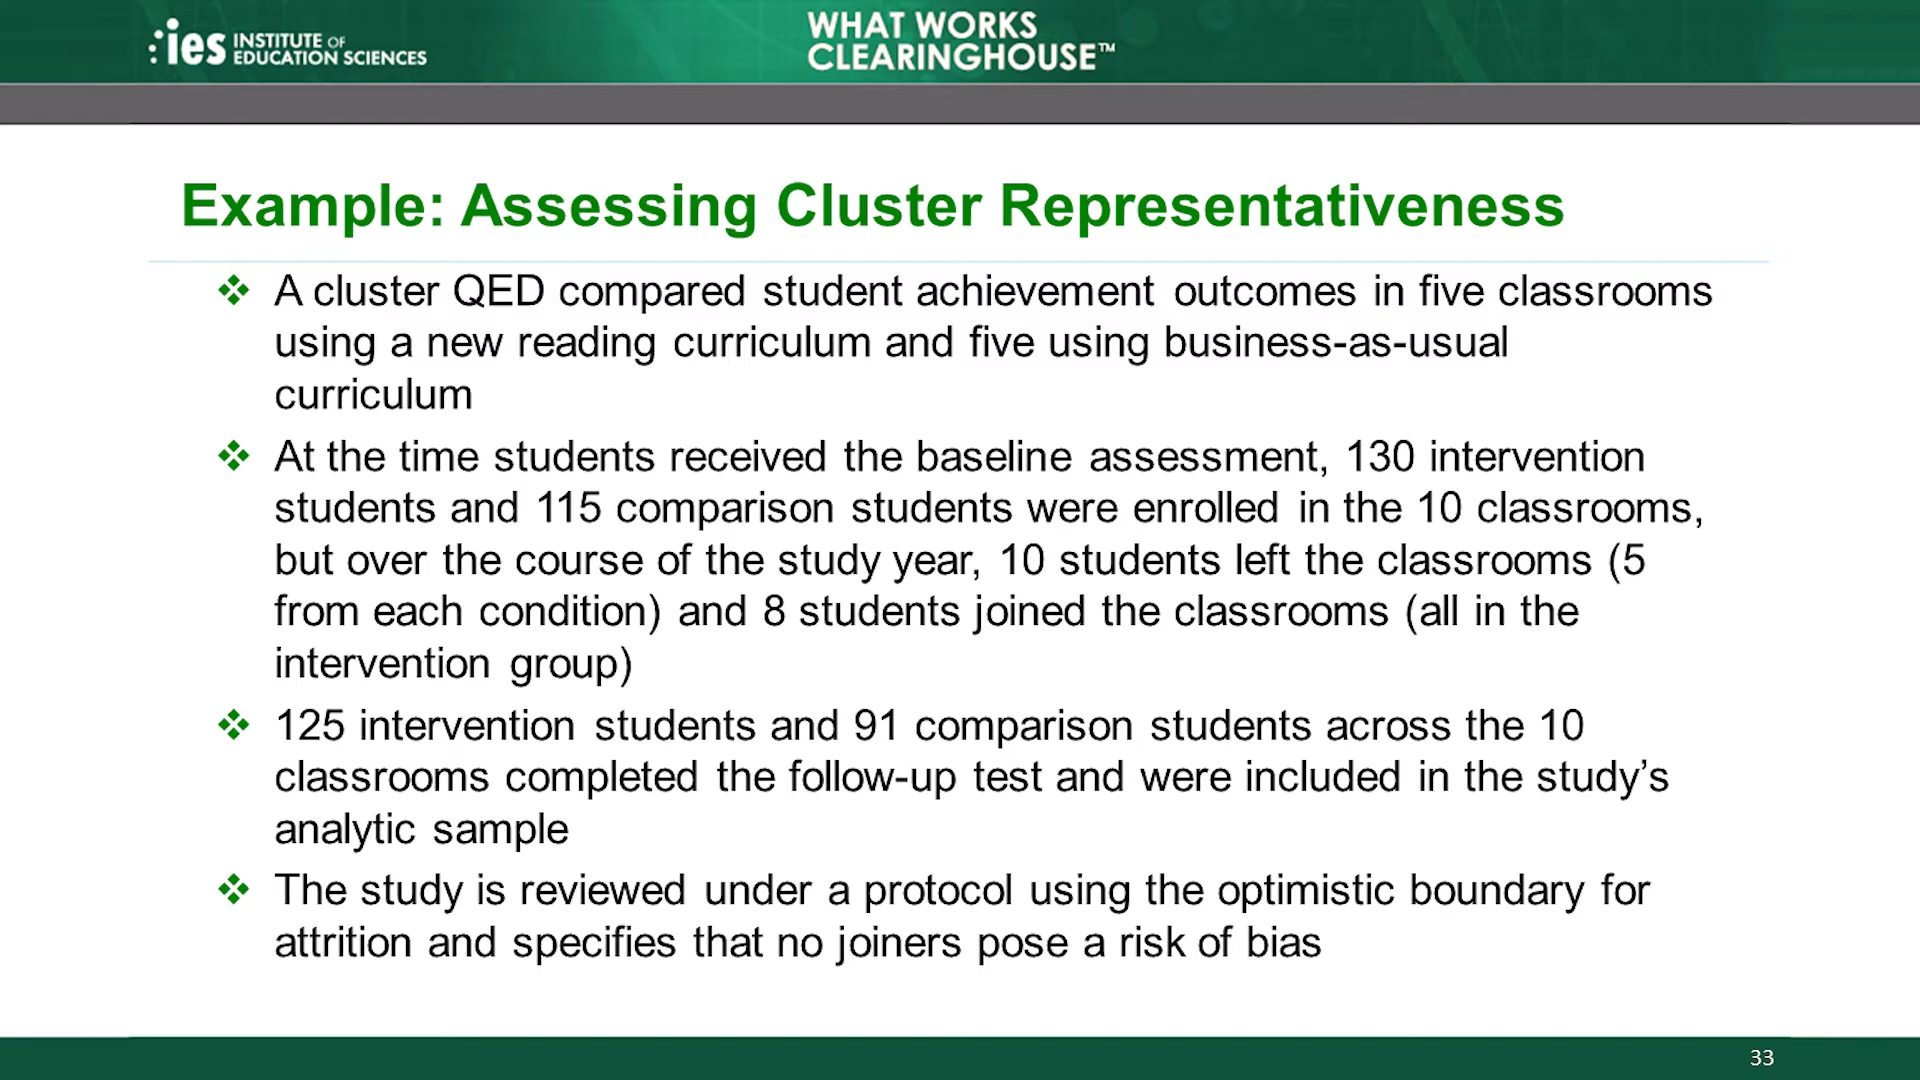 ies INSTITUTE OF
EDUCATION SCIENCES
WHAT WORKS
CLEARINGHOUSE™
Example: Assessing Cluster Representativeness
❖ A cluster QED compared student achievement outcomes in five classrooms
using a new reading curriculum and five using business-as-usual
curriculum
❖ At the time students received the baseline assessment, 130 intervention
students and 115 comparison students were enrolled in the 10 classrooms,
but over the course of the study year, 10 students left the classrooms (5
from each condition) and 8 students joined the classrooms (all in the
intervention group)
❖ 125 intervention students and 91 comparison students across the 10
classrooms completed the follow-up test and were included in the study’s
analytic sample
❖ The study is reviewed under a protocol using the optimistic boundary for
attrition and specifies that no joiners pose a risk of bias
33